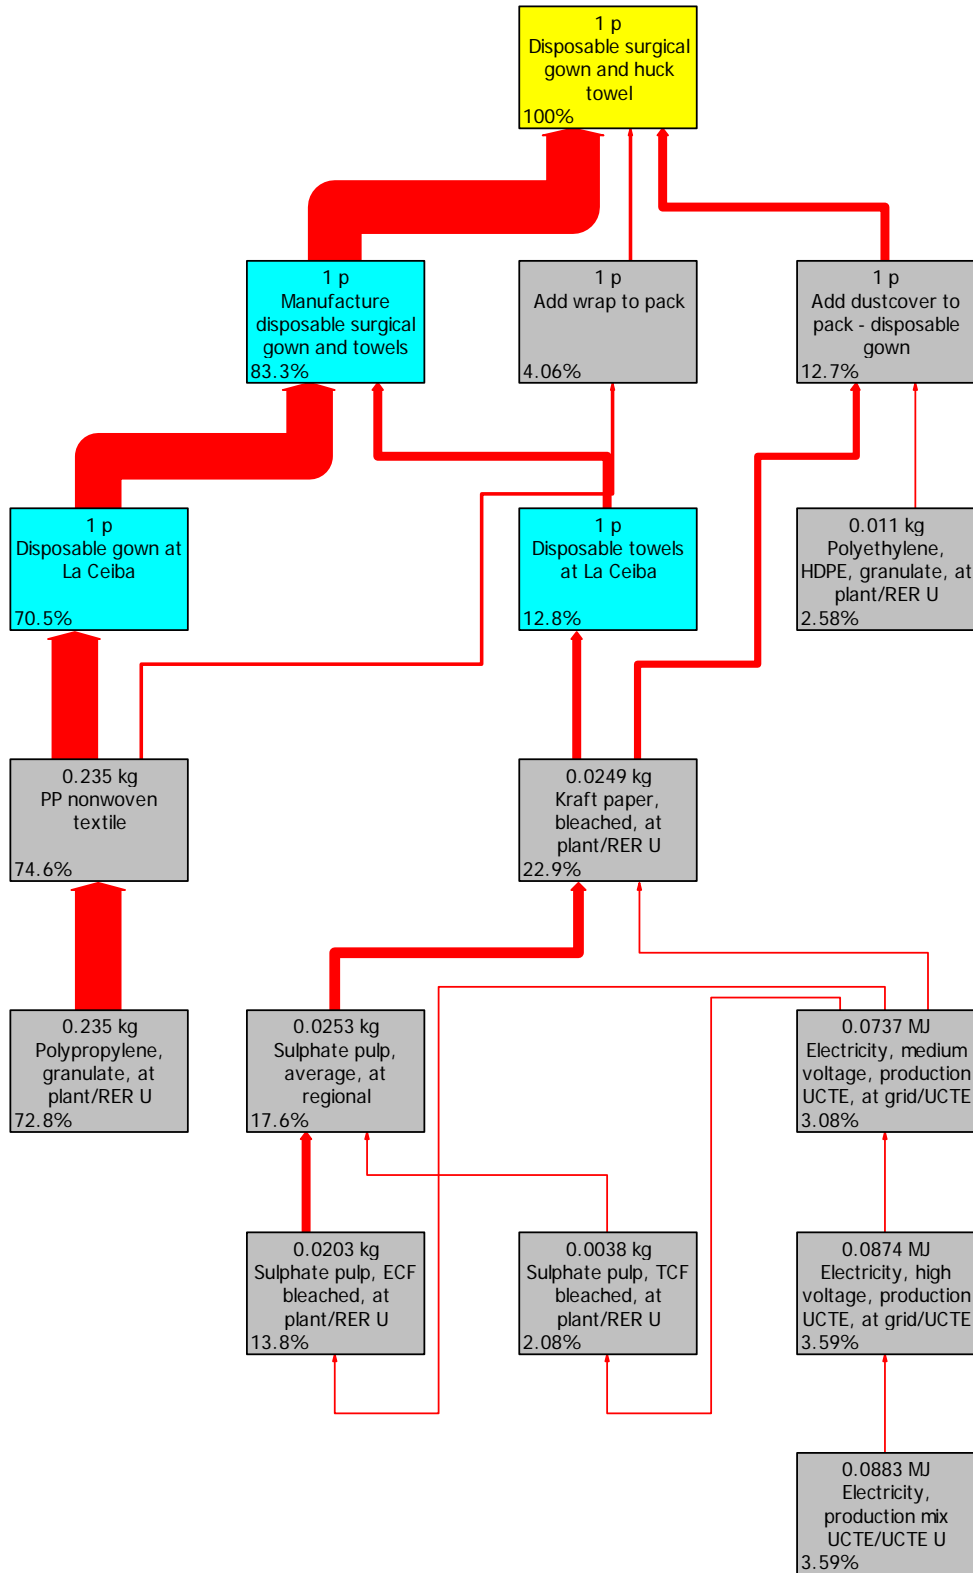 1 p
Disposable surgical
gown and huck
towel
100%
1 p
Manufacture
disposable surgical
gown and towels
83.3%
1 p
Add wrap to pack
4.06%
1 p
Add dustcover to
pack - disposable
gown
12.7%
1 p
Disposable gown at
La Ceiba
70.5%
1 p
Disposable towels
at La Ceiba
12.8%
0.011 kg
Polyethylene,
HDPE, granulate, at
plant/RER U
2.58%
0.235 kg
PP nonwoven
textile
74.6%
0.0249 kg
Kraft paper,
bleached, at
plant/RER U
22.9%
0.235 kg
Polypropylene,
granulate, at
plant/RER U
72.8%
0.0253 kg
Sulphate pulp,
average, at
regional
17.6%
0.0737 MJ
Electricity, medium
voltage, production
UCTE, at grid/UCTE
3.08%
0.0203 kg
Sulphate pulp, ECF
bleached, at
plant/RER U
13.8%
0.0038 kg
Sulphate pulp, TCF
bleached, at
plant/RER U
2.08%
0.0874 MJ
Electricity, high
voltage, production
UCTE, at grid/UCTE
3.59%
0.0883 MJ
Electricity,
production mix
UCTE/UCTE U
3.59%